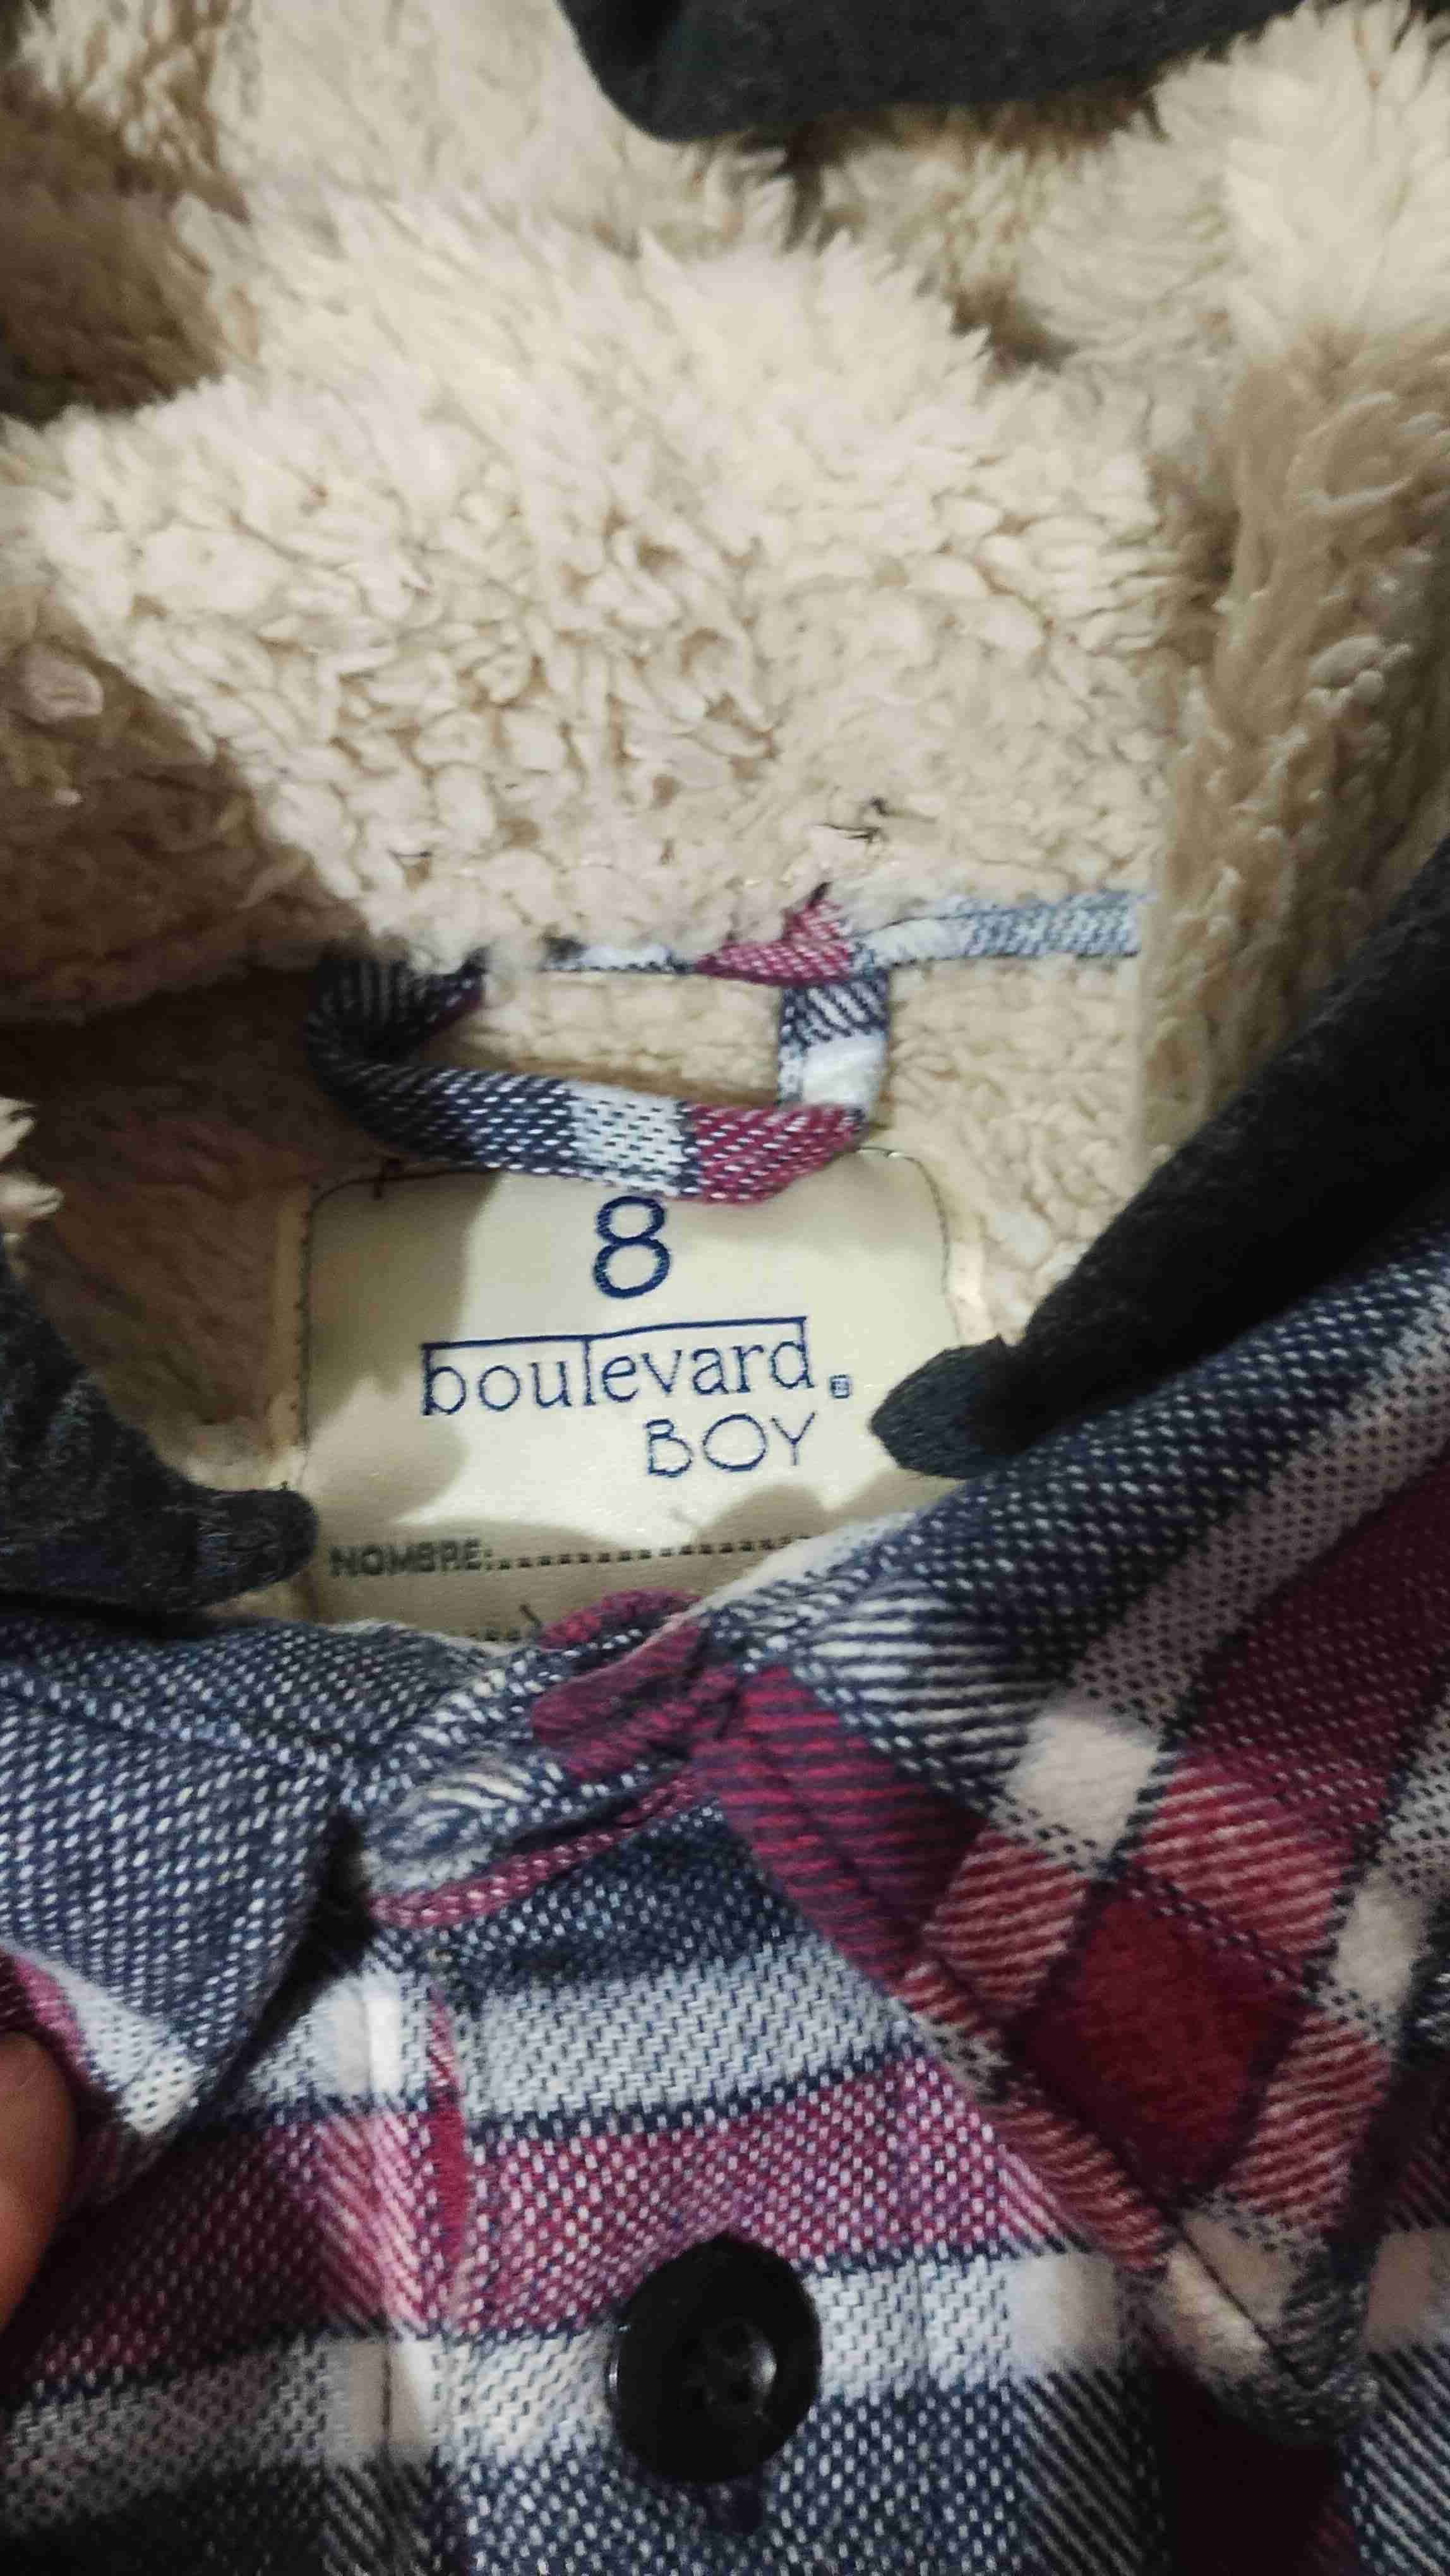 8
boulevard.
BOY
NOMBRE:....................